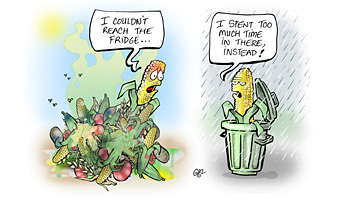 I COULDN'T
REACH THE
FRIDGE...
I SPENT TOO
MUCH TIME
IN THERE,
INSTEAD!